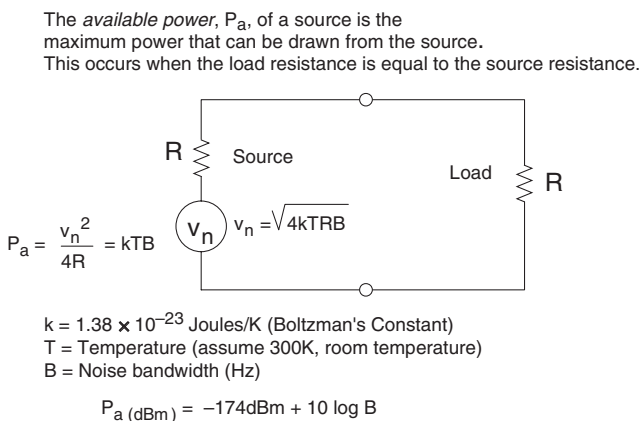 The available power, Pa, of a source is the
maximum power that can be drawn from the source.
This occurs when the load resistance is equal to the source resistance.
R
Source
Load
R
Pa = vn² / 4R = kTB
vn
vn = √4kTRB
k = 1.38 × 10⁻²³ Joules/K (Boltzman's Constant)
T = Temperature (assume 300K, room temperature)
B = Noise bandwidth (Hz)
Pa (dBm) = –174dBm + 10 log B